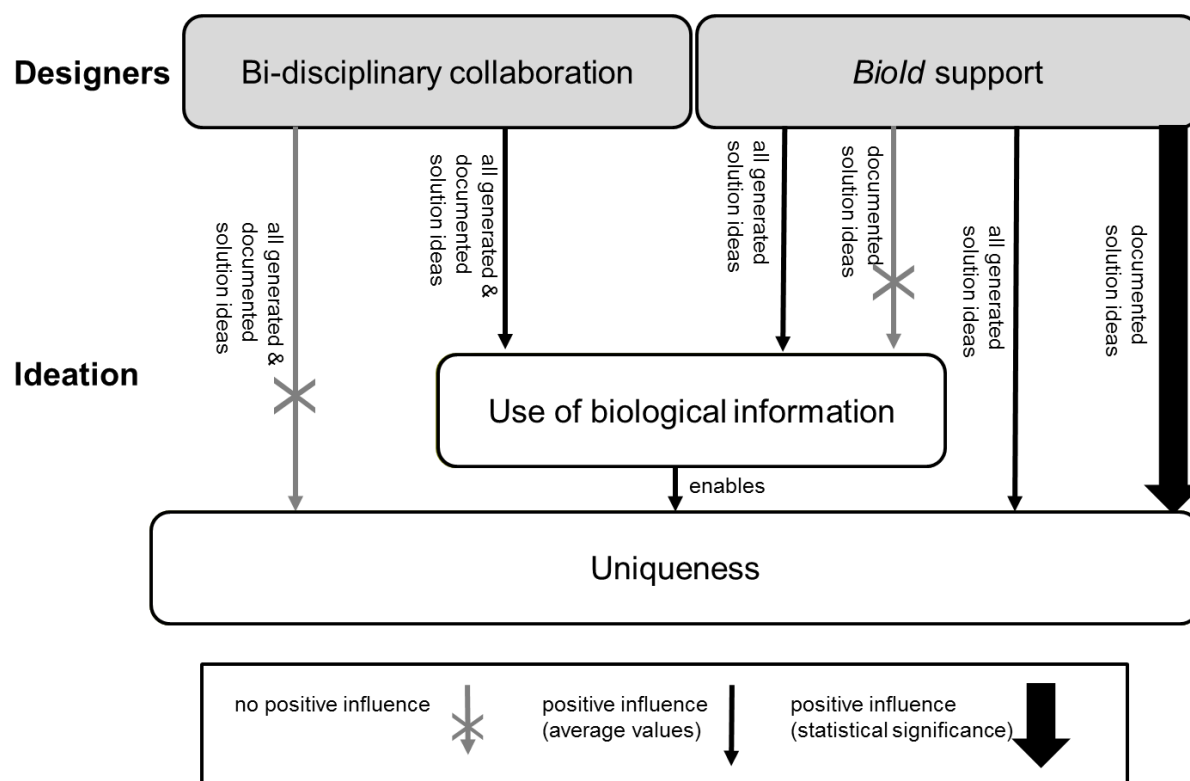 Designers
Bi-disciplinary collaboration
BioId support
all generated &
documented
solution ideas
all generated &
documented
solution ideas
all generated
solution ideas
documented
solution ideas
all generated
solution ideas
documented
solution ideas
Ideation
Use of biological information
enables
Uniqueness
no positive influence
positive influence
(average values)
positive influence
(statistical significance)